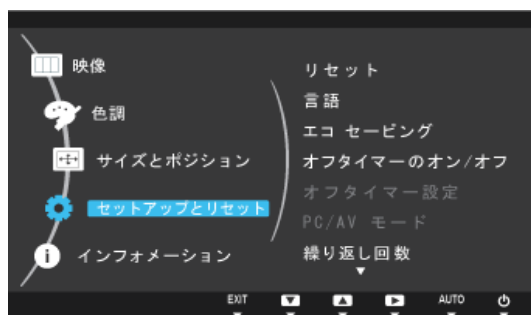 映像
色調
サイズとポジション
セットアップとリセット
インフォメーション
リセット
言語
エコ セービング
オフタイマーのオン/オフ
オフタイマー設定
PC/AV モード
繰り返し回数
EXIT AUTO